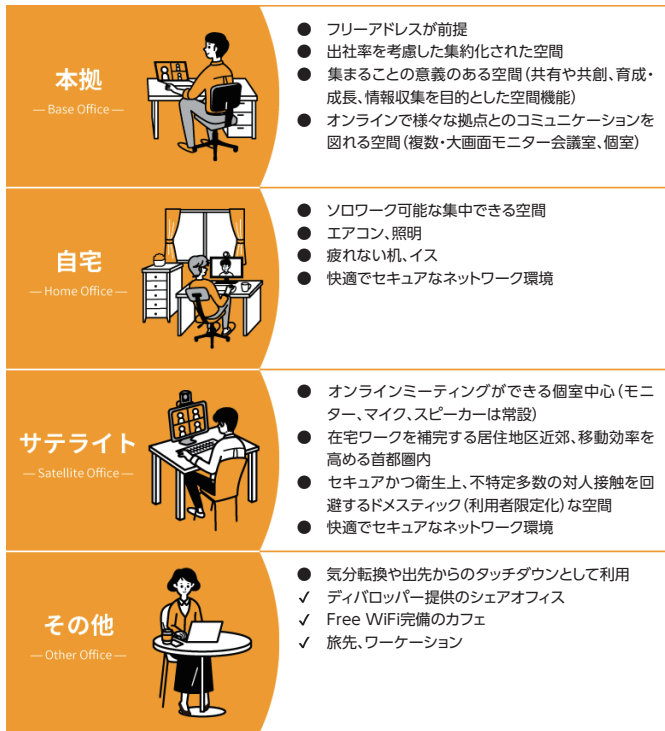 本拠
— Base Office —
● フリーアドレスが前提
● 出社率を考慮した集約化された空間
● 集まることの意義のある空間(共有や共創、育成・
成長、情報収集を目的とした空間機能)
● オンラインで様々な拠点とのコミュニケーションを
図れる空間(複数・大画面モニター会議室、個室)
自宅
— Home Office —
● ソロワーク可能な集中できる空間
● エアコン、照明
● 疲れない机、イス
● 快適でセキュアなネットワーク環境
サテライト
— Satellite Office —
● オンラインミーティングができる個室中心(モニ
ター、マイク、スピーカーは常設)
● 在宅ワークを補完する居住地区近郊、移動効率を
高める首都圏内
● セキュアかつ衛生上、不特定多数の対人接触を回
避するドメスティック(利用者限定化)な空間
● 快適でセキュアなネットワーク環境
その他
— Other Office —
● 気分転換や出先からのタッチダウンとして利用
✓ ディバロッパー提供のシェアオフィス
✓ Free WiFi完備のカフェ
✓ 旅先、ワーケーション